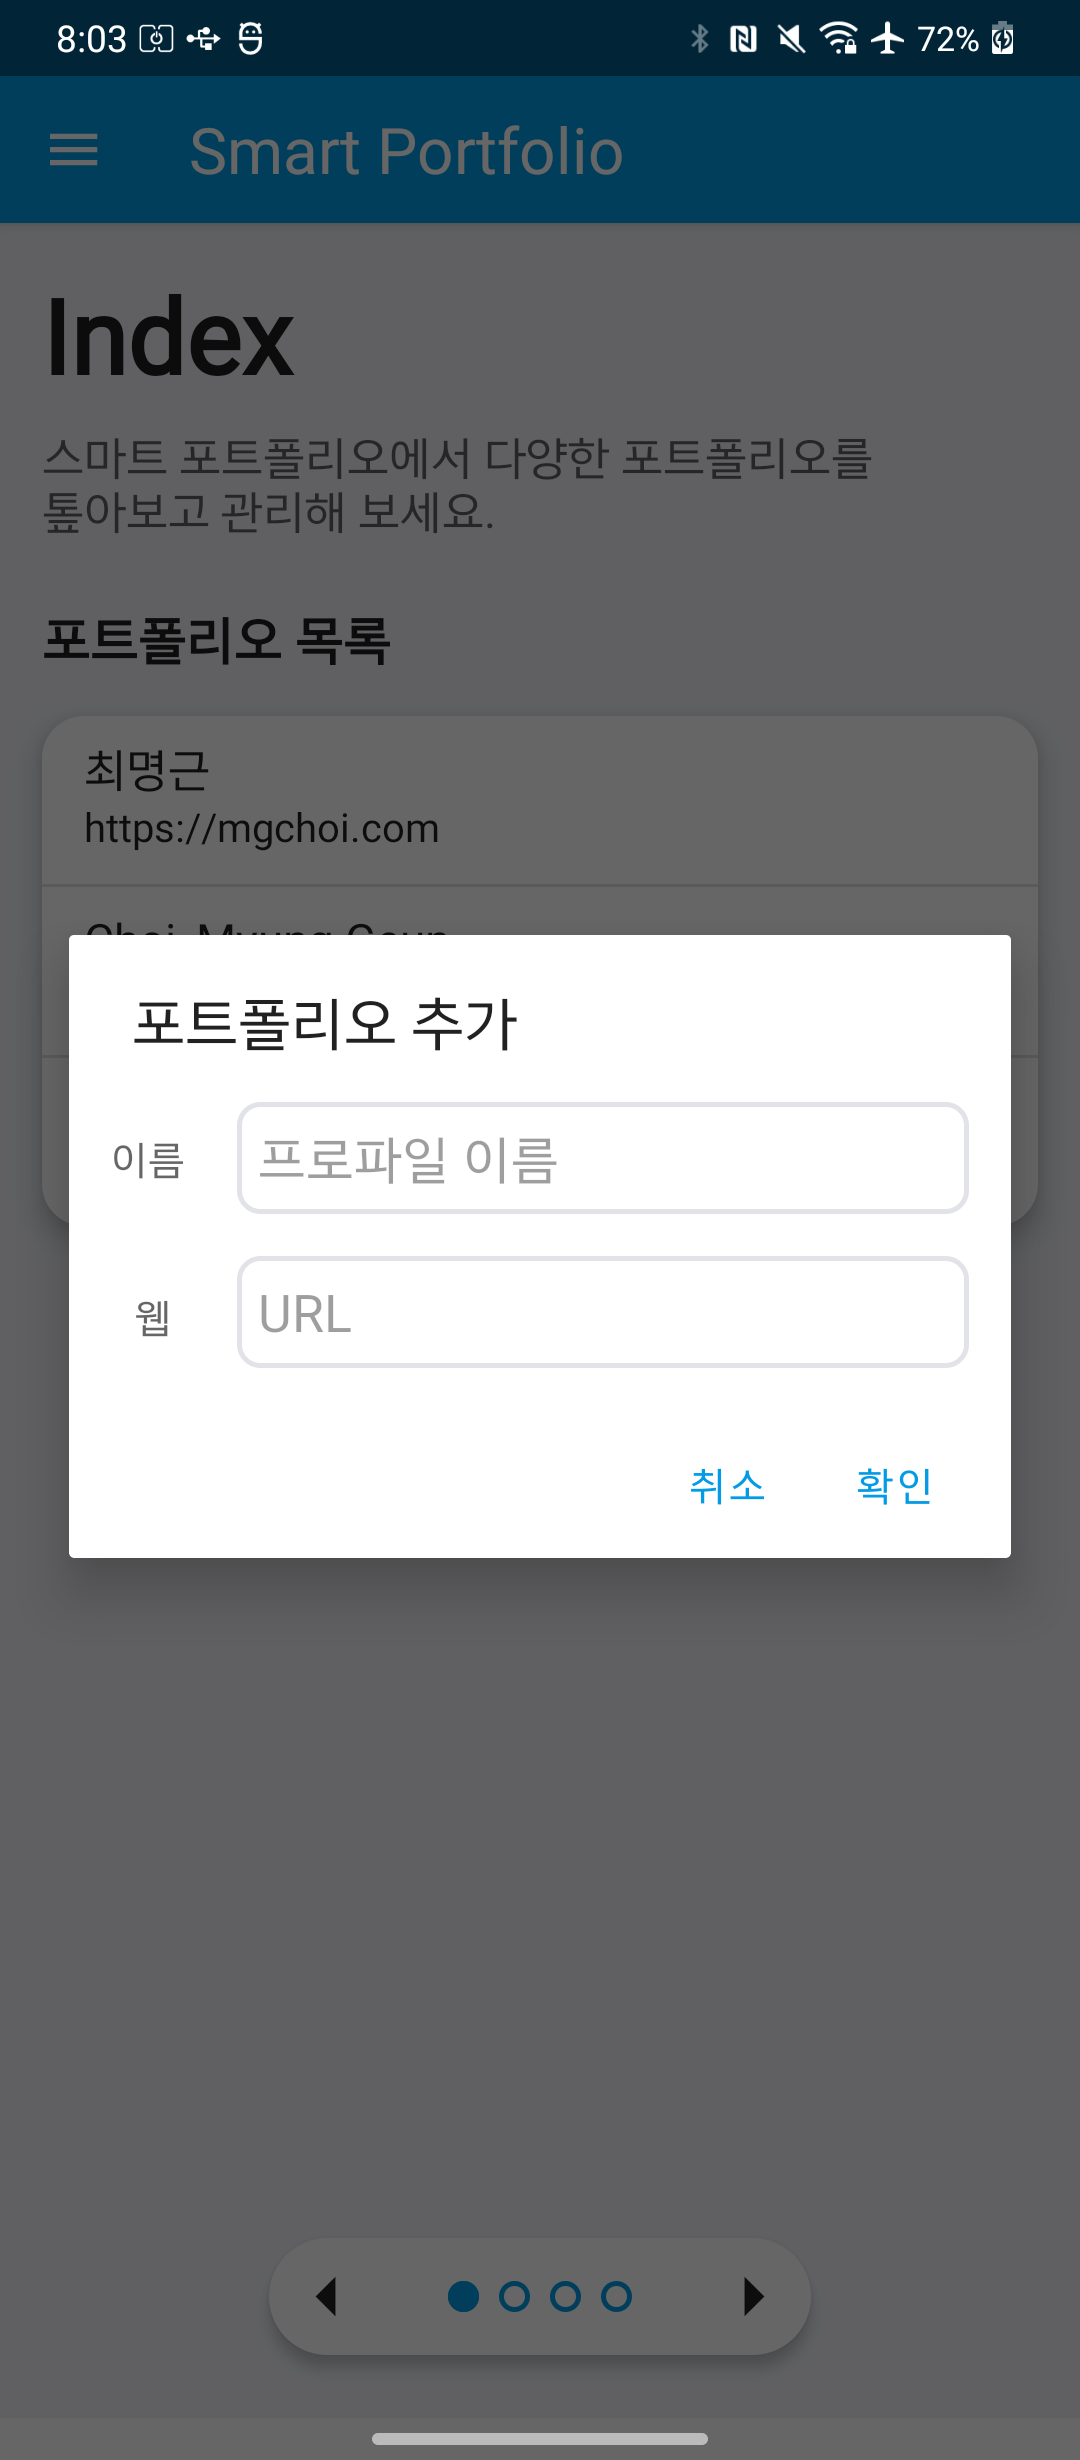 8:03
72%
Smart Portfolio
Index
스마트 포트폴리오에서 다양한 포트폴리오를
톺아보고 관리해 보세요.
포트폴리오 목록
최명근
https://mgchoi.com
포트폴리오 추가
이름
프로파일 이름
웹
URL
취소 확인